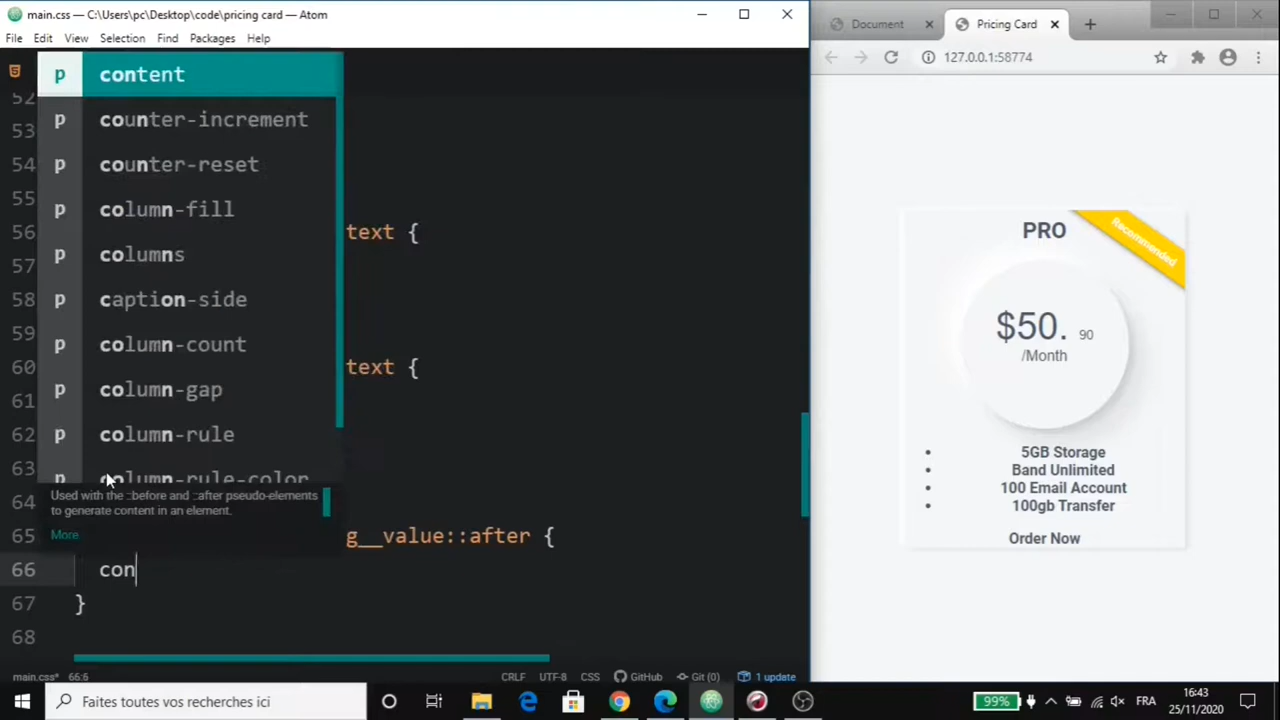 main.css — C:\Users\pc\Desktop\code\pricing card — Atom
File Edit View Selection Find Packages Help
p content
p counter-increment
p counter-reset
p column-fill
p columns
p caption-side
p column-count
p column-gap
p column-rule
p column-rule-color
Used with the ::before and ::after pseudo-elements
to generate content in an element.
More
52
53
54
55
56 text {
57
58
59
60 text {
61
62
63
64
65 g__value::after {
66 con
67 }
68
main.css* 66:6 CRLF UTF-8 CSS GitHub Git (0) 1 update
Document Pricing Card
127.0.0.1:58774
PRO
Recommended
$50. 90
/Month
5GB Storage
Band Unlimited
100 Email Account
100gb Transfer
Order Now
Faites toutes vos recherches ici
99% FRA 16:43
25/11/2020